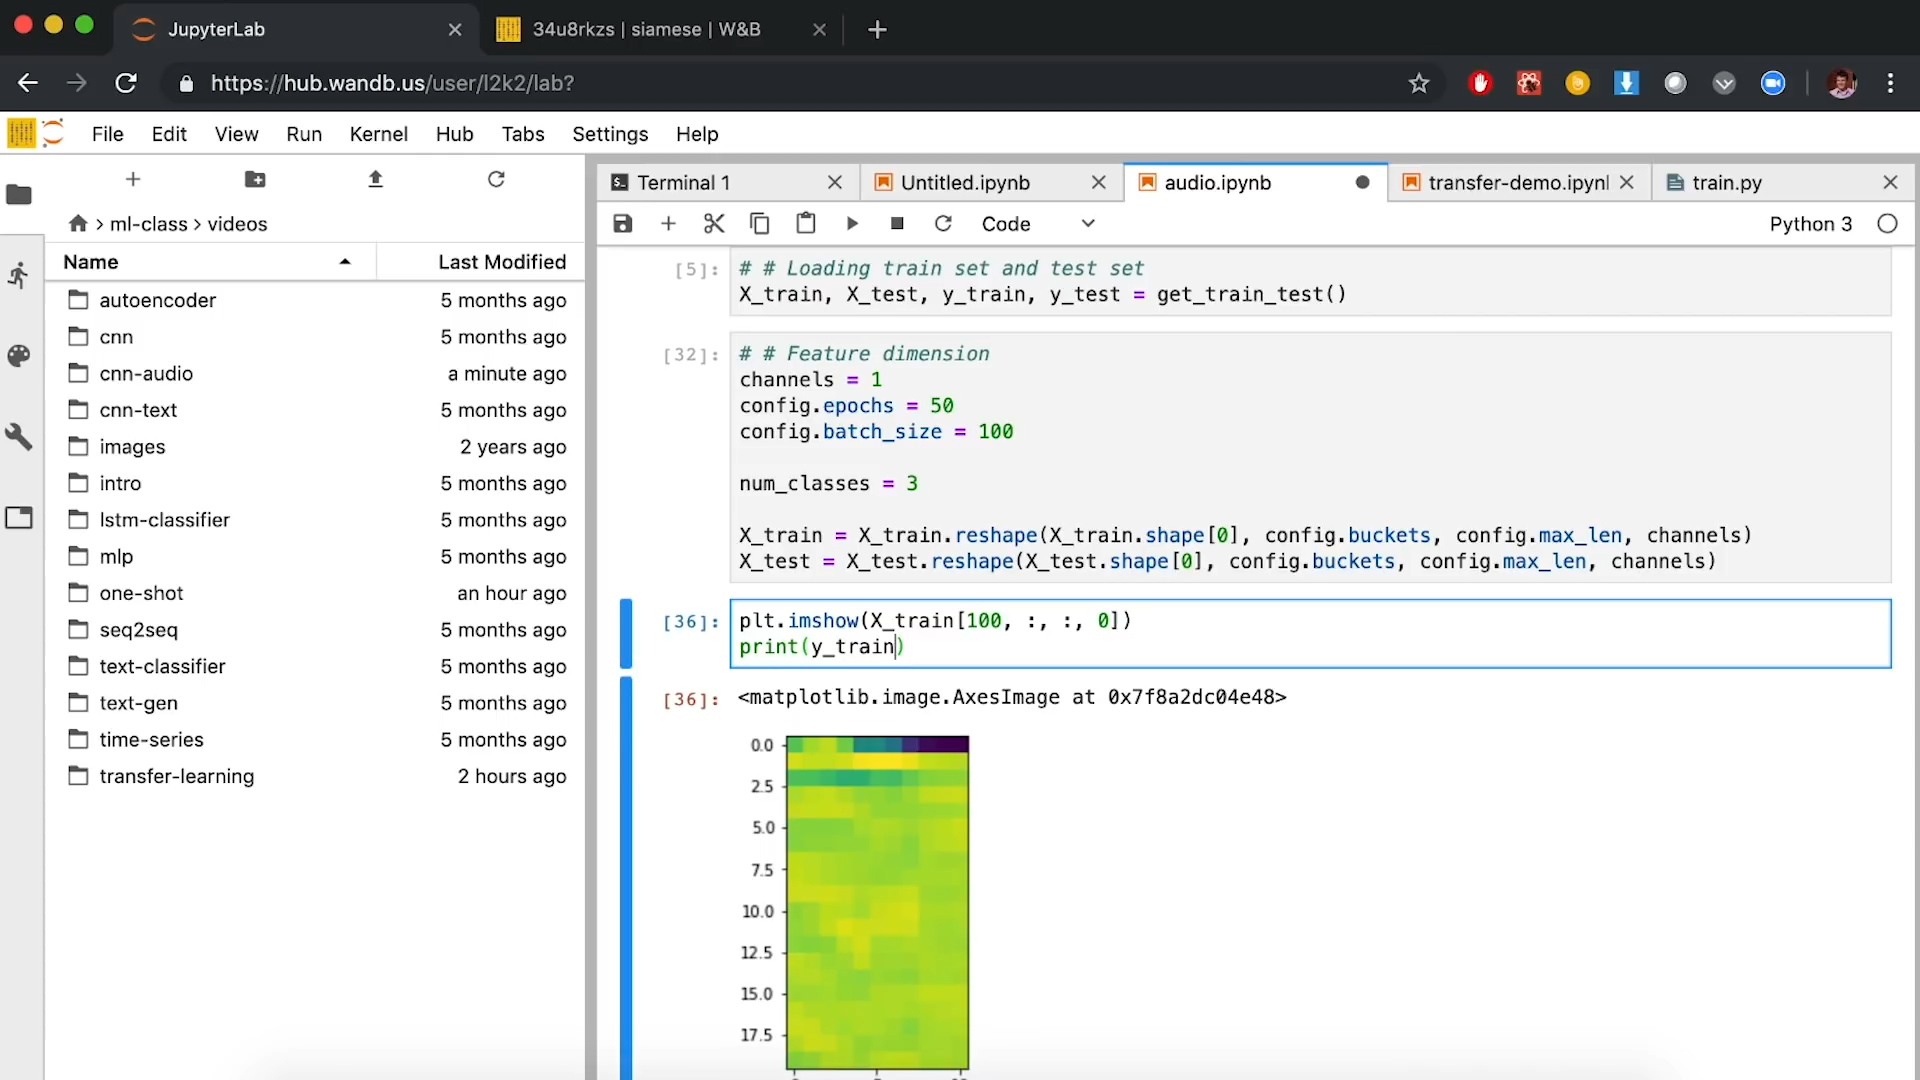 JupyterLab
34u8rkzs | siamese | W&B
https://hub.wandb.us/user/l2k2/lab?
File Edit View Run Kernel Hub Tabs Settings Help
Terminal 1
Untitled.ipynb
audio.ipynb
transfer-demo.ipynl
train.py
Code
Python 3
> ml-class > videos
Name Last Modified
autoencoder 5 months ago
cnn 5 months ago
cnn-audio a minute ago
cnn-text 5 months ago
images 2 years ago
intro 5 months ago
lstm-classifier 5 months ago
mlp 5 months ago
one-shot an hour ago
seq2seq 5 months ago
text-classifier 5 months ago
text-gen 5 months ago
time-series 5 months ago
transfer-learning 2 hours ago
[5]: # # Loading train set and test set
X_train, X_test, y_train, y_test = get_train_test()
[32]: # # Feature dimension
channels = 1
config.epochs = 50
config.batch_size = 100
num_classes = 3
X_train = X_train.reshape(X_train.shape[0], config.buckets, config.max_len, channels)
X_test = X_test.reshape(X_test.shape[0], config.buckets, config.max_len, channels)
[36]: plt.imshow(X_train[100, :, :, 0])
print(y_train)
[36]: <matplotlib.image.AxesImage at 0x7f8a2dc04e48>
0.0
2.5
5.0
7.5
10.0
12.5
15.0
17.5